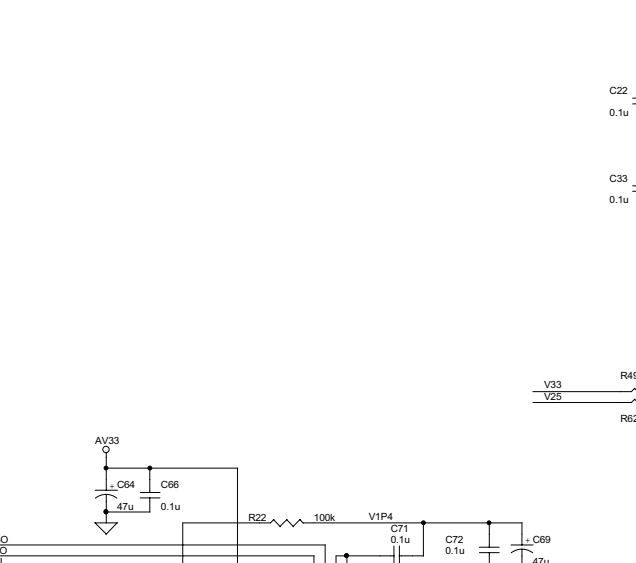 C22
0.1u
C33
0.1u
R49
V33
V25
R62
AV33
C64
C66
+
47u
0.1u
R22
100k
V1P4
C71
0.1u
C72
0.1u
+
C69
47u
O
O